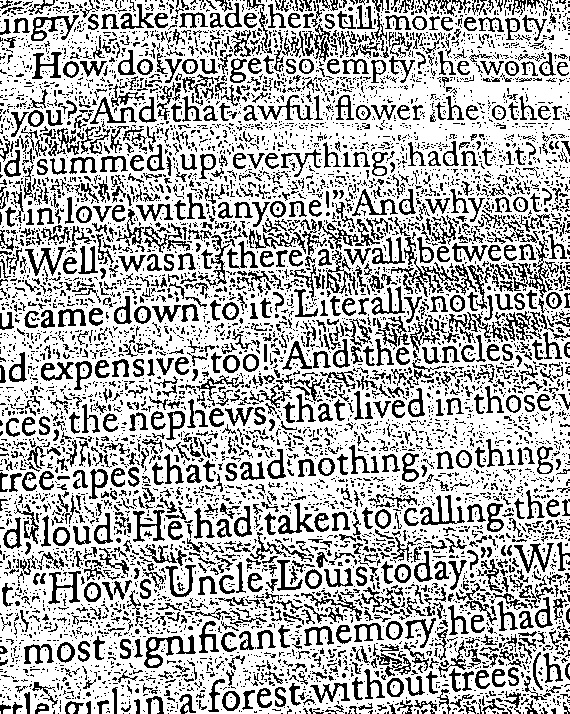 ungry snake made her still more empty.
How do you get so empty? he wonde
you? And that awful flower, the other
d summed up everything, hadn't it? "
t in love with anyone!" And why not?
Well, wasn't there a wall between h
u came down to it? Literally not just o
nd expensive, too! And the uncles, the
eces, the nephews, that lived in those
tree-apes that said nothing, nothing,
d, loud. He had taken to calling the
t. "How's Uncle Louis today?" "Wh
e most significant memory he had
ttle girl in a forest without trees (h